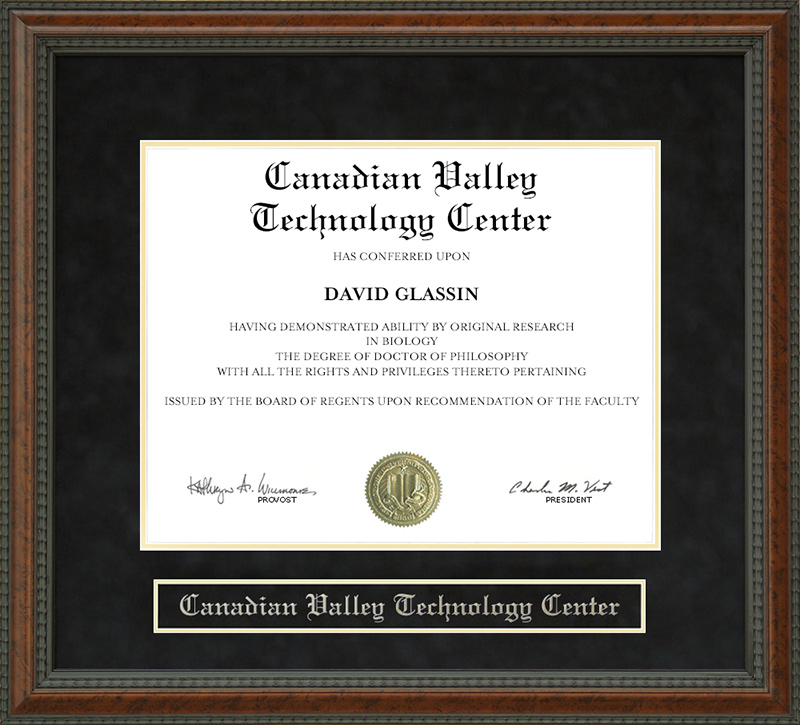 Canadian Valley
Technology Center
HAS CONFERRED UPON
DAVID GLASSIN
HAVING DEMONSTRATED ABILITY BY ORIGINAL RESEARCH
IN BIOLOGY
THE DEGREE OF DOCTOR OF PHILOSOPHY
WITH ALL THE RIGHTS AND PRIVILEGES THERETO PERTAINING
ISSUED BY THE BOARD OF REGENTS UPON RECOMMENDATION OF THE FACULTY
PROVOST
Charles M. Vest
PRESIDENT
Canadian Valley Technology Center